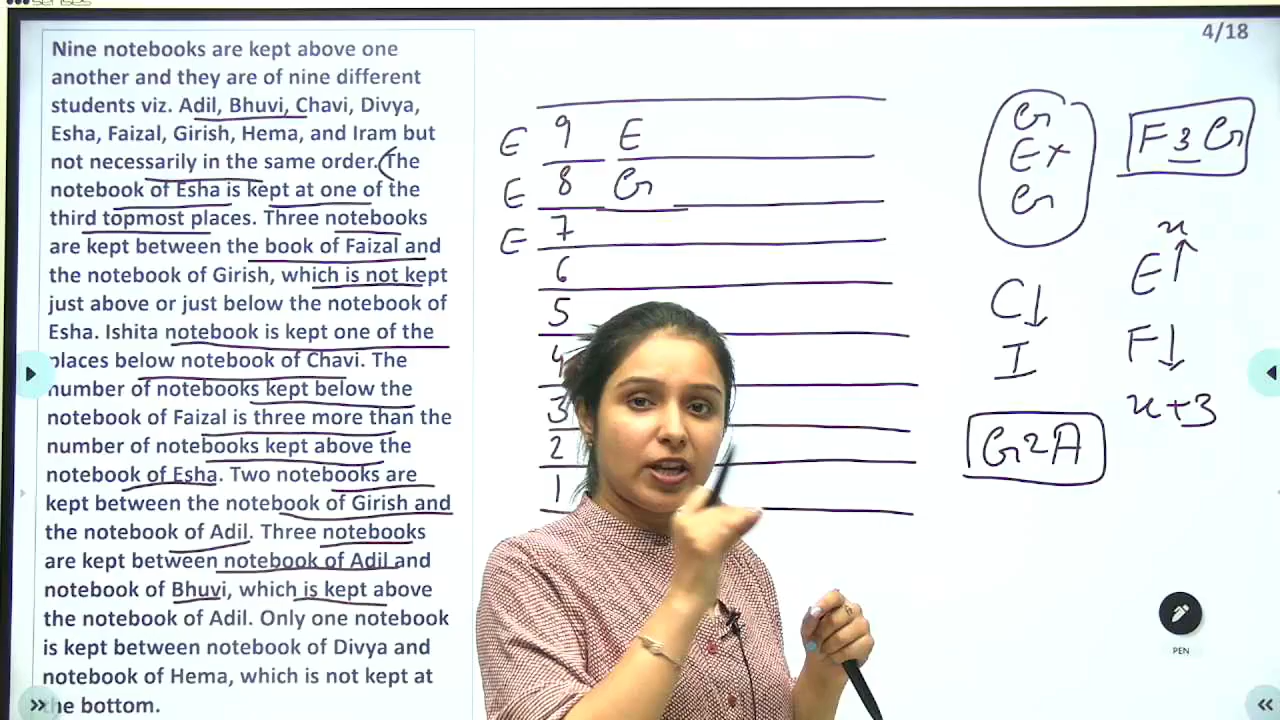 4/18
Nine notebooks are kept above one
another and they are of nine different
students viz. Adil, Bhuvi, Chavi, Divya,
Esha, Faizal, Girish, Hema, and Iram but
not necessarily in the same order. The
notebook of Esha is kept at one of the
third topmost places. Three notebooks
are kept between the book of Faizal and
the notebook of Girish, which is not kept
just above or just below the notebook of
Esha. Ishita notebook is kept one of the
places below notebook of Chavi. The
number of notebooks kept below the
notebook of Faizal is three more than the
number of notebooks kept above the
notebook of Esha. Two notebooks are
kept between the notebook of Girish and
the notebook of Adil. Three notebooks
are kept between notebook of Adil and
notebook of Bhuvi, which is kept above
the notebook of Adil. Only one notebook
is kept between notebook of Divya and
notebook of Hema, which is not kept at
the bottom.
E 9 E
E 8 G
E 7
6
5
4
3
2
1
G
E x
G
F 3 G
x
E ↑
C ↓
I
F ↓
x+3
G 2 A
PEN